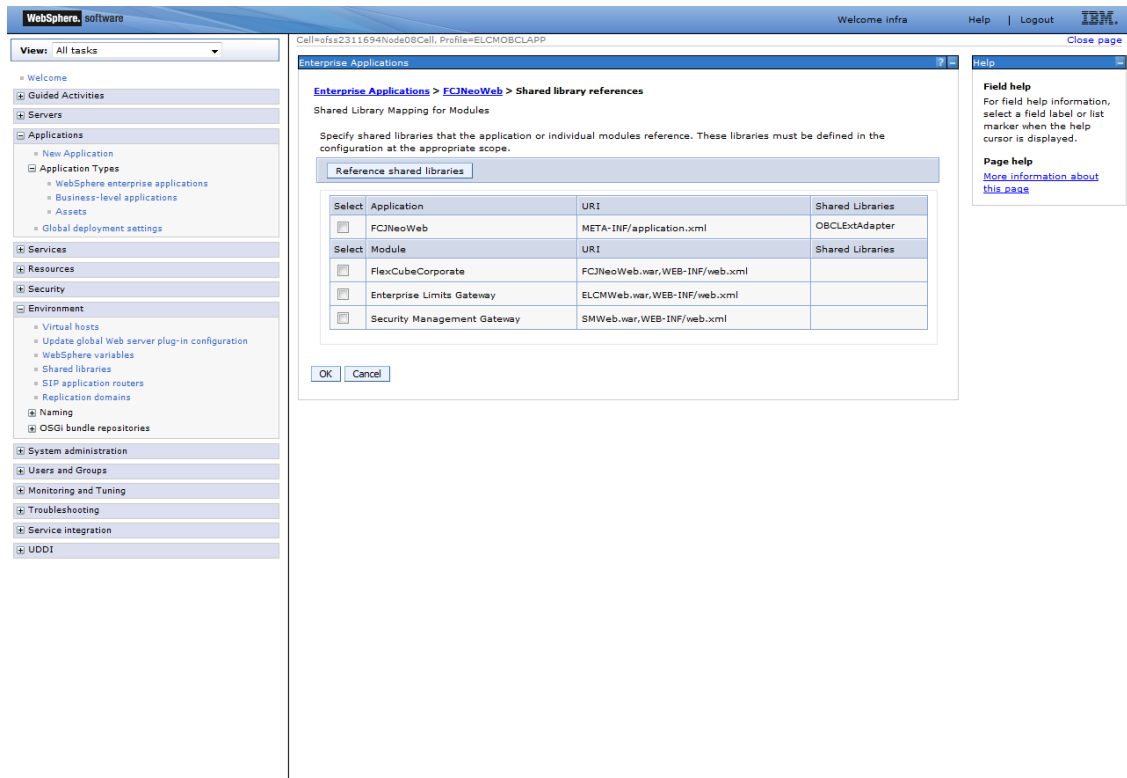 WebSphere. software
Welcome infra
Help | Logout
IBM.
View: All tasks
Cell=ofss2311694Node08Cell, Profile=ELCMOBCLAPP
Close page
Welcome
Guided Activities
Servers
Applications
New Application
Application Types
WebSphere enterprise applications
Business-level applications
Assets
Global deployment settings
Services
Resources
Security
Environment
Virtual hosts
Update global Web server plug-in configuration
WebSphere variables
Shared libraries
SIP application routers
Replication domains
Naming
OSGi bundle repositories
System administration
Users and Groups
Monitoring and Tuning
Troubleshooting
Service integration
UDDI
Enterprise Applications
Enterprise Applications > FCJNeoWeb > Shared library references
Shared Library Mapping for Modules
Specify shared libraries that the application or individual modules reference. These libraries must be defined in the
configuration at the appropriate scope.
Reference shared libraries
Select Application URI Shared Libraries
FCJNeoWeb META-INF/application.xml OBCLExtAdapter
Select Module URI Shared Libraries
FlexCubeCorporate FCJNeoWeb.war,WEB-INF/web.xml
Enterprise Limits Gateway ELCMWeb.war,WEB-INF/web.xml
Security Management Gateway SMWeb.war,WEB-INF/web.xml
OK Cancel
Help
Field help
For field help information,
select a field label or list
marker when the help
cursor is displayed.
Page help
More information about
this page